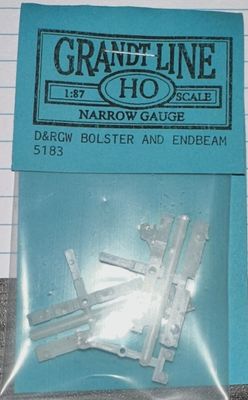 GRANDT LINE
1:87 HO SCALE
NARROW GAUGE
D&RGW BOLSTER AND ENDBEAM
5183